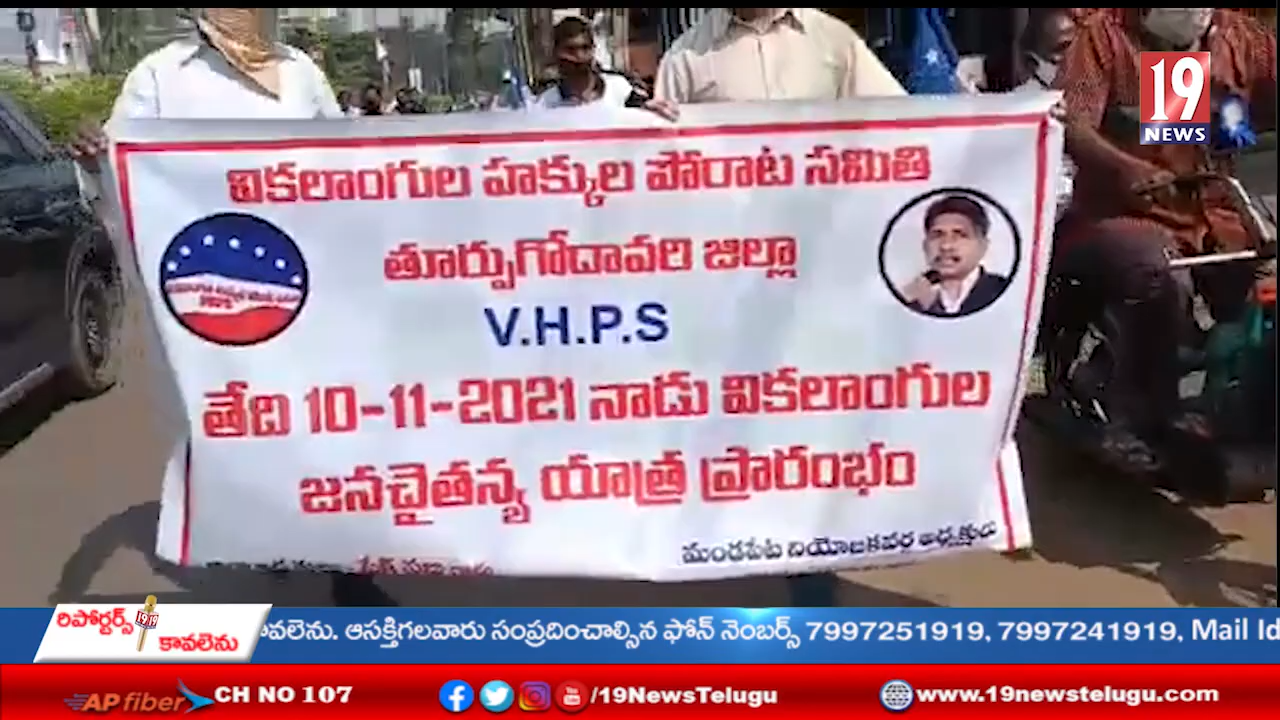 19
NEWS
వికలాంగుల హక్కుల పోరాట సమితి
తూర్పుగోదావరి జిల్లా
V.H.P.S
తేది 10-11-2021 నాడు వికలాంగుల
జనచైతన్య యాత్ర ప్రారంభం
మండపేట నియోజకవర్గ అధ్యక్షుడు
రిపోర్టర్స్ 19
కావలెను
కావలెను. ఆసక్తిగలవారు సంప్రదించాల్సిన ఫోన్ నెంబర్స్ 7997251919, 7997241919, Mail Id
AP fiber CH NO 107 /19NewsTelugu www.19newstelugu.com